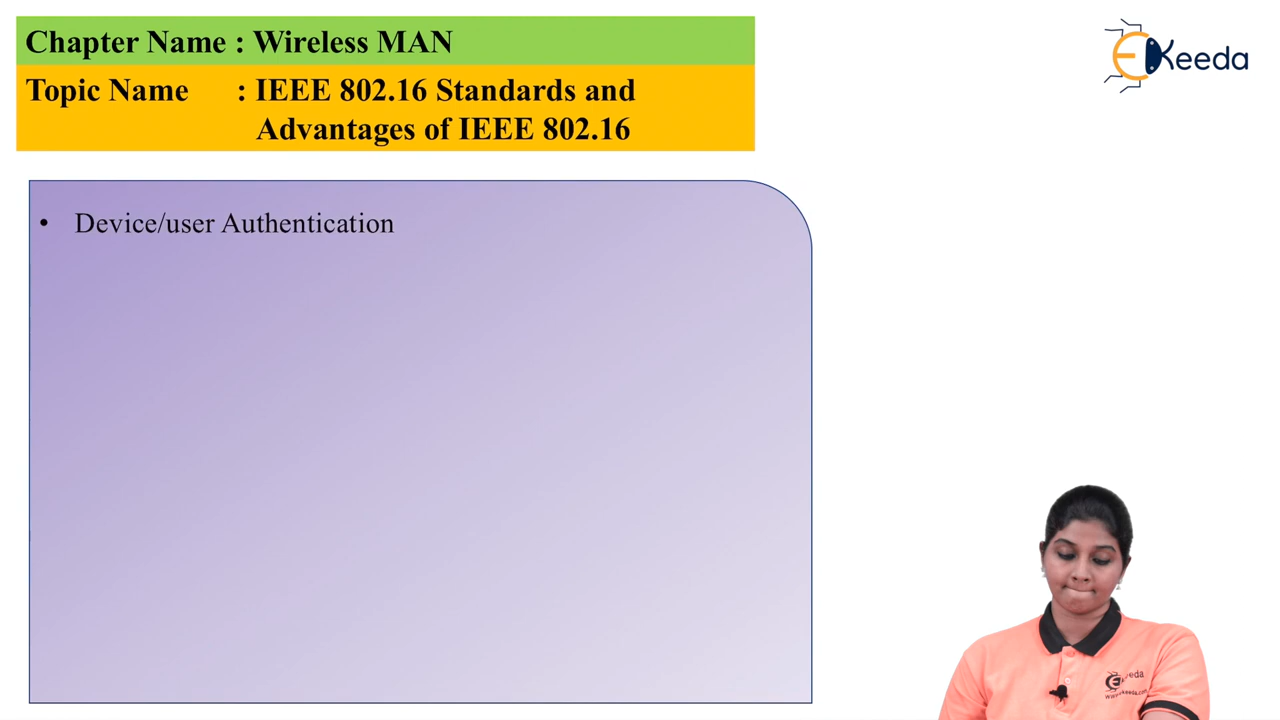 Chapter Name : Wireless MAN
Topic Name : IEEE 802.16 Standards and
Advantages of IEEE 802.16
EKeeda
• Device/user Authentication